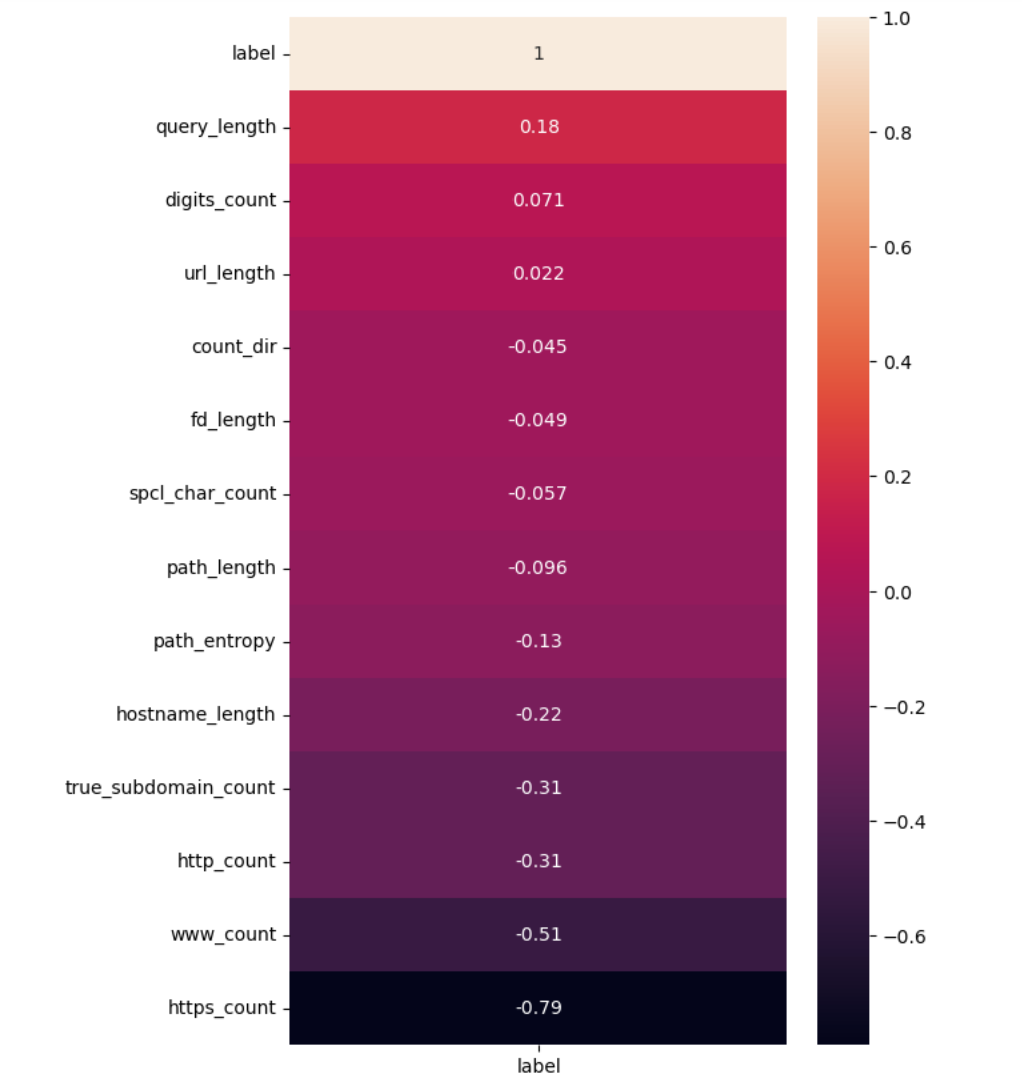 label 1
query_length 0.18
digits_count 0.071
url_length 0.022
count_dir -0.045
fd_length -0.049
spcl_char_count -0.057
path_length -0.096
path_entropy -0.13
hostname_length -0.22
true_subdomain_count -0.31
http_count -0.31
www_count -0.51
https_count -0.79
label
1.0
0.8
0.6
0.4
0.2
0.0
−0.2
−0.4
−0.6